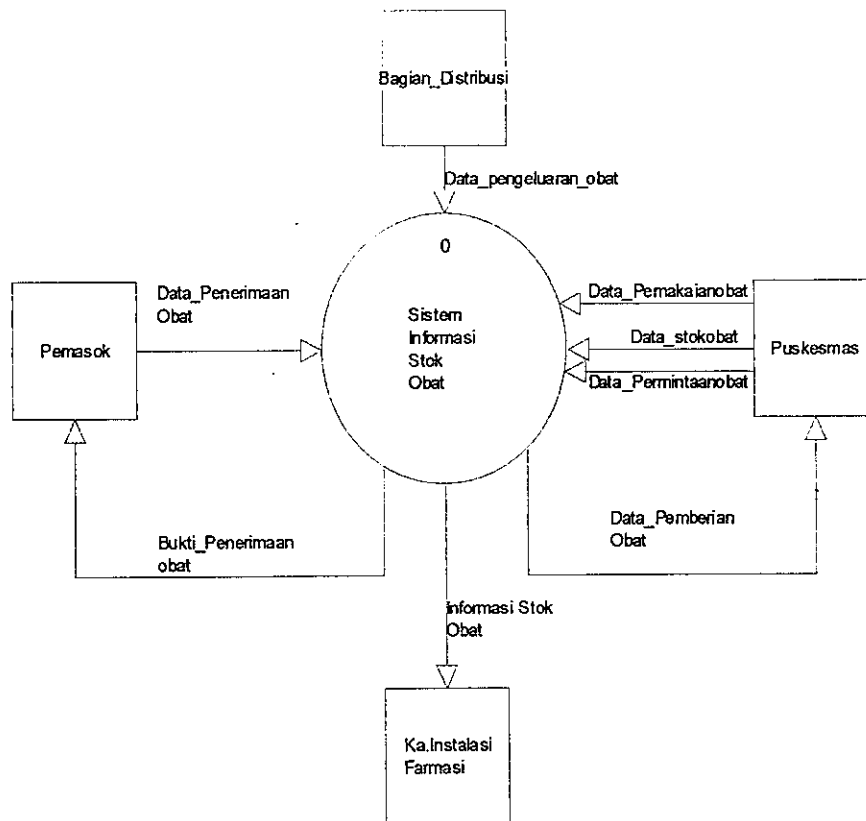 Bagian_Distribusi
Data_pengeluaran_obat
0
Sistem
Informasi
Stok
Obat
Data_Penerimaan
Obat
Pemasok
Data_Pemakaianobat
Data_stokobat
Data_Permintaanobat
Puskesmas
Bukti_Penerimaan
obat
Data_Pemberian
Obat
Informasi Stok
Obat
Ka.Instalasi
Farmasi